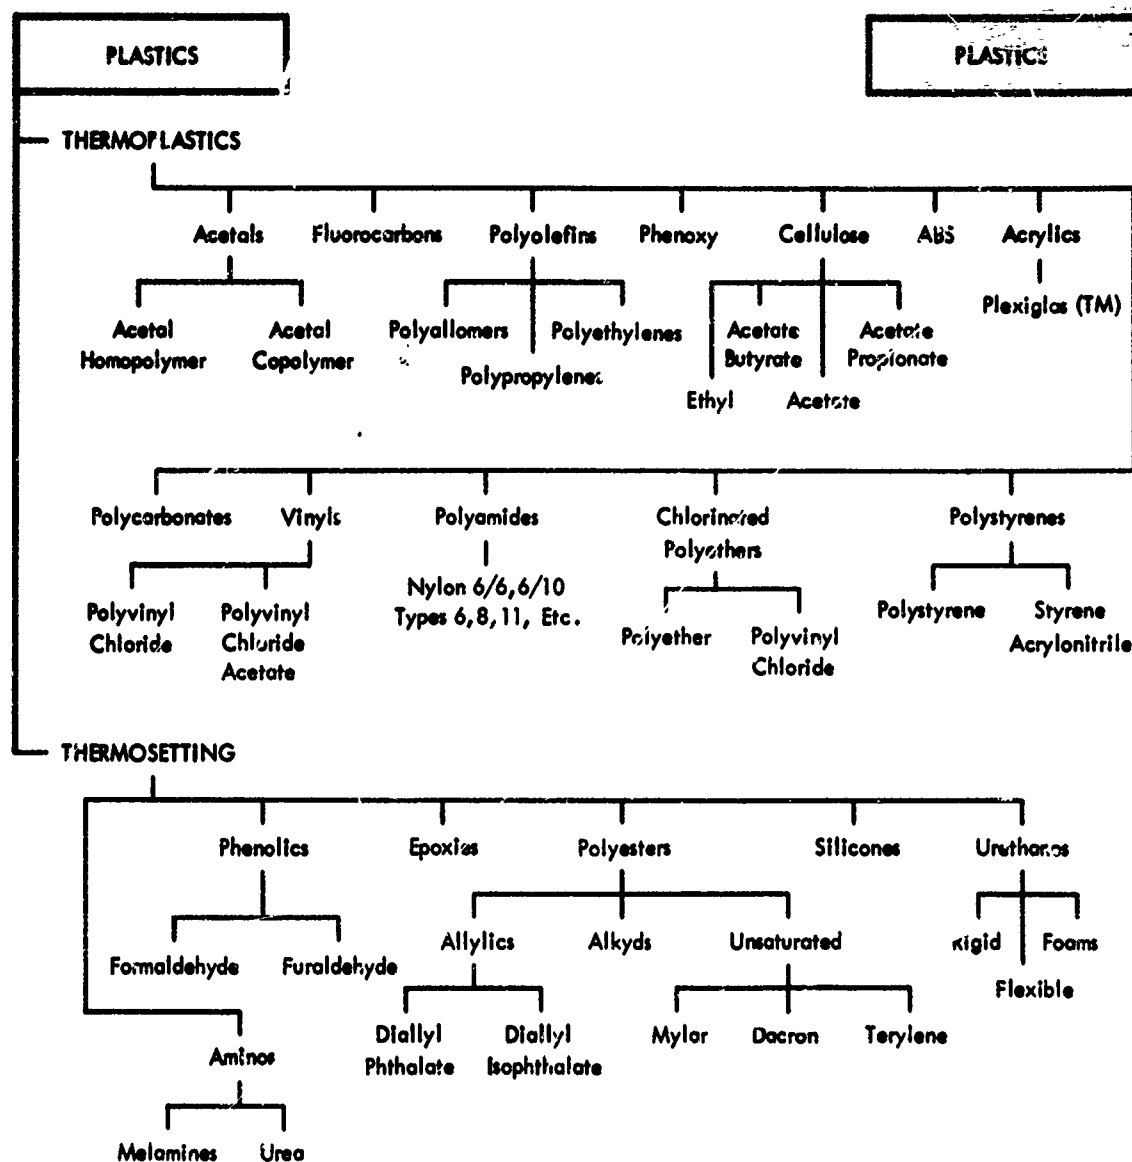 PLASTICS
PLASTICS
THERMOPLASTICS
Acetals Fluorocarbons Polyolefins Phenoxy Cellulose ABS Acrylics
Acetal Homopolymer
Acetal Copolymer
Polyallomers
Polypropylenes
Polyethylenes
Ethyl
Acetate Butyrate
Acetate
Acetate Propionate
Plexiglas (TM)
Polycarbonates Vinyls Polyamides Chlorinated Polyethers Polystyrenes
Polyvinyl
Chloride
Polyvinyl
Chloride
Acetate
Nylon 6/6, 6/10
Types 6, 8, 11, Etc.
Polyether
Polyvinyl
Chloride
Polystyrene
Styrene
Acrylonitrile
THERMOSETTING
Phenolics Epoxies Polyesters Silicones Urethanes
Formaldehyde
Furaldehyde
Allylics
Alkyds
Unsaturated
Rigid
Flexible
Foams
Diallyl
Phthalate
Diallyl
Isophthalate
Mylar
Dacron
Terylene
Aminos
Melamines
Urea